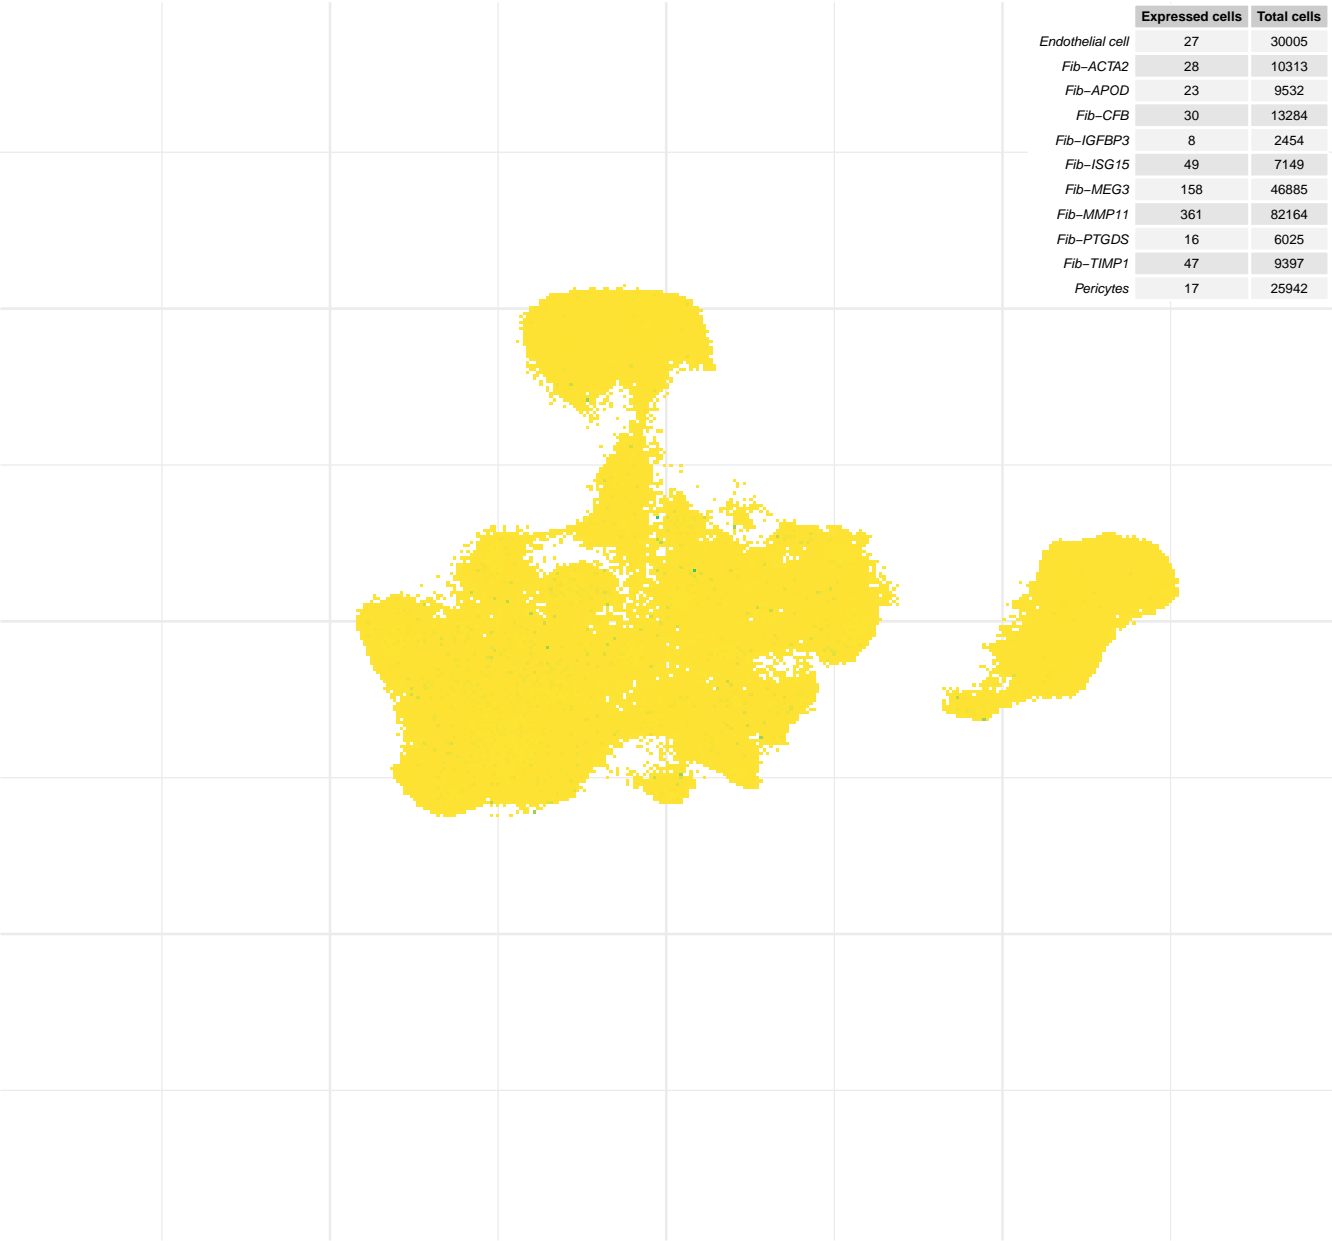 Expressed cells Total cells
Endothelial cell 27 30005
Fib−ACTA2 28 10313
Fib−APOD 23 9532
Fib−CFB 30 13284
Fib−IGFBP3 8 2454
Fib−ISG15 49 7149
Fib−MEG3 158 46885
Fib−MMP11 361 82164
Fib−PTGDS 16 6025
Fib−TIMP1 47 9397
Pericytes 17 25942